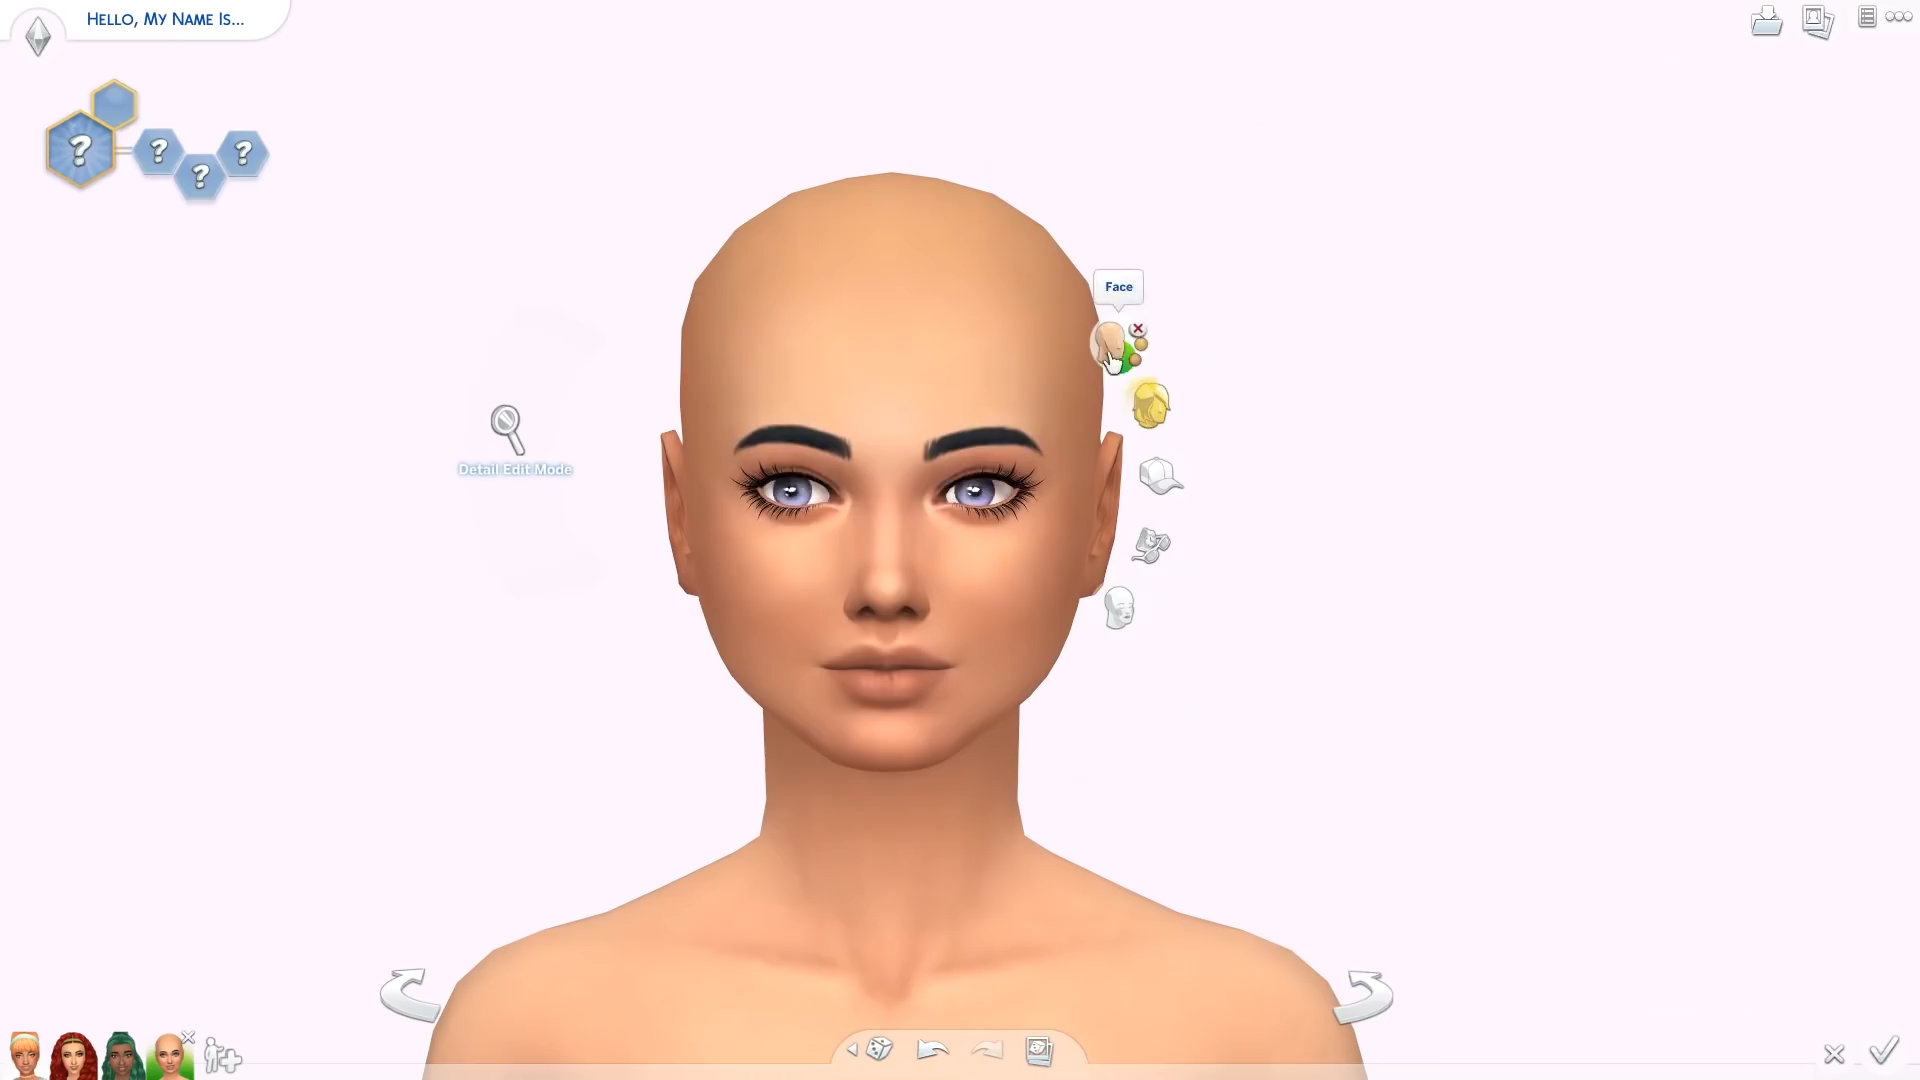 Hello, My Name Is...
? ? ? ?
Face
Detail Edit Mode